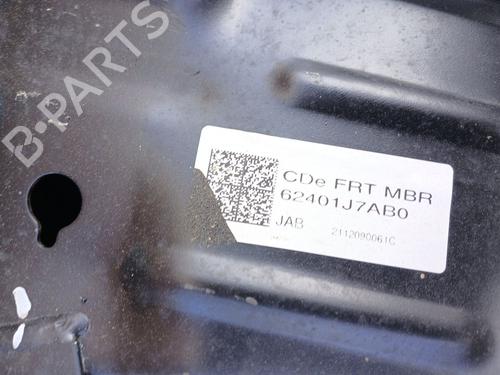 B-PARTS
CDe FRT MBR
62401J7AB0
JAB
2112090061C